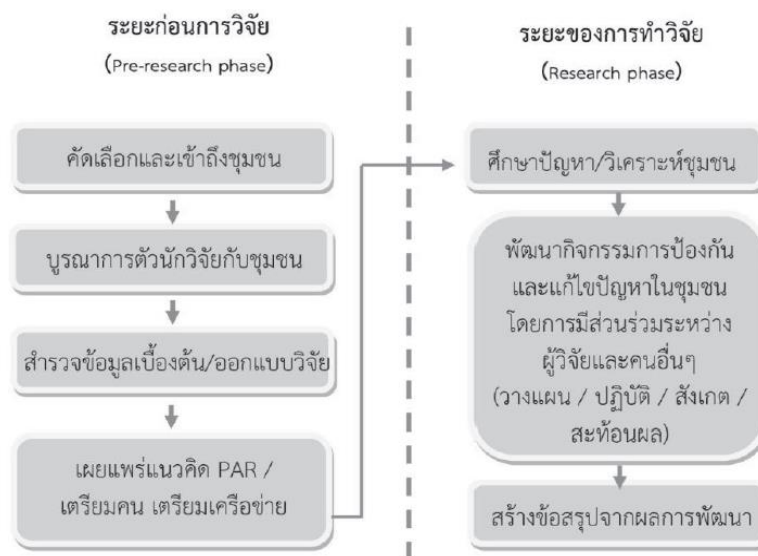 ระยะก่อนการวิจัย
(Pre-research phase)
คัดเลือกและเข้าถึงชุมชน
บูรณาการตัวนักวิจัยกับชุมชน
สำรวจข้อมูลเบื้องต้น/ออกแบบวิจัย
เผยแพร่แนวคิด PAR /
เตรียมคน เตรียมเครือข่าย
ระยะของการทำวิจัย
(Research phase)
ศึกษาปัญหา/วิเคราะห์ชุมชน
พัฒนากิจกรรมการป้องกัน
และแก้ไขปัญหาในชุมชน
โดยการมีส่วนร่วมระหว่าง
ผู้วิจัยและคนอื่นๆ
(วางแผน / ปฏิบัติ / สังเกต /
สะท้อนผล)
สร้างข้อสรุปจากผลการพัฒนา